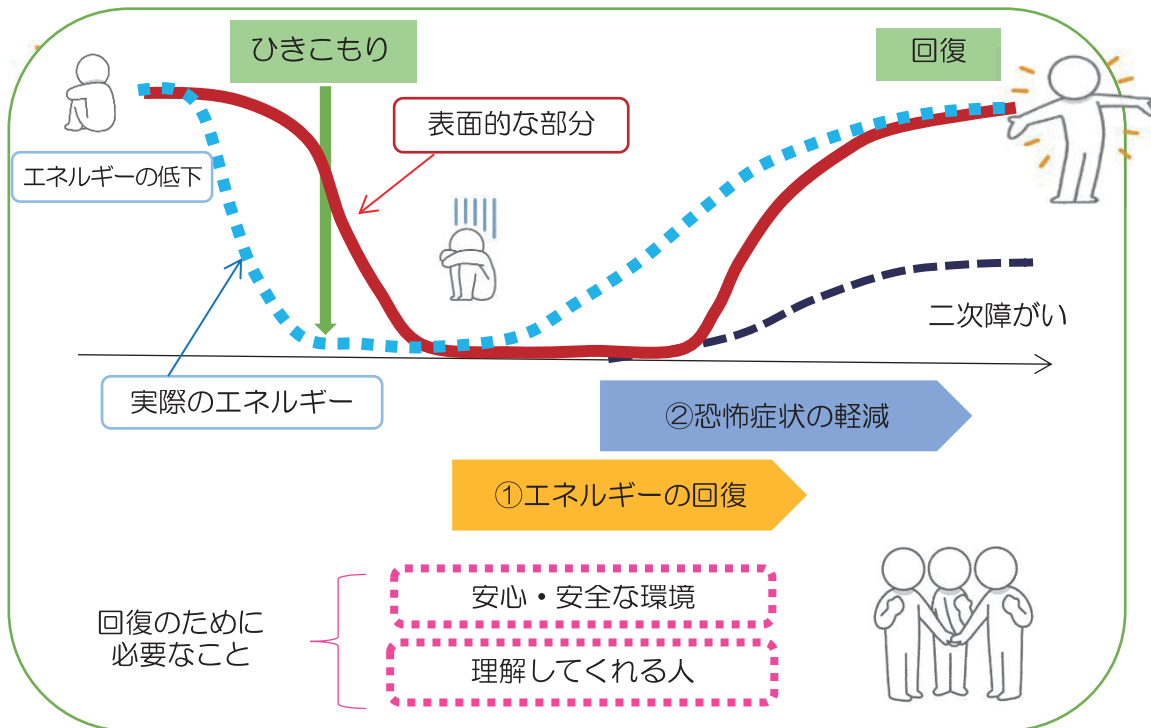 ひきこもり
回復
表面的な部分
エネルギーの低下
二次障がい
実際のエネルギー
②恐怖症状の軽減
①エネルギーの回復
回復のために
必要なこと
安心・安全な環境
理解してくれる人